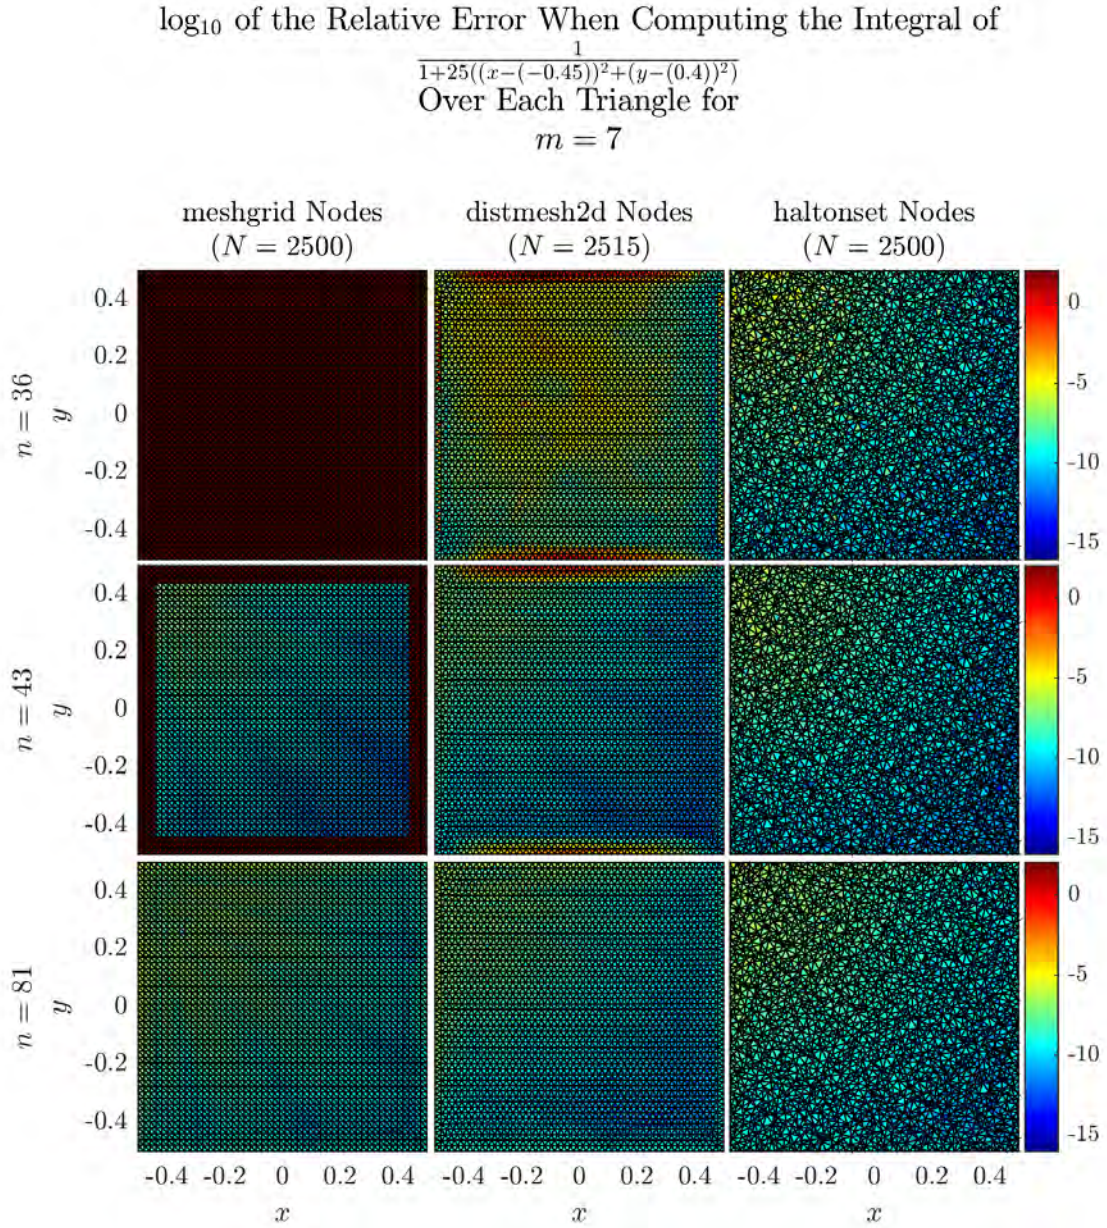 log₁₀ of the Relative Error When Computing the Integral of
1
1+25((x−(−0.45))²+(y−(0.4))²)
Over Each Triangle for
m = 7
meshgrid Nodes distmesh2d Nodes haltonset Nodes
(N = 2500) (N = 2515) (N = 2500)
n = 36
y
0.4
0.2
0
-0.2
-0.4
0
-5
-10
-15
n = 43
y
0.4
0.2
0
-0.2
-0.4
0
-5
-10
-15
n = 81
y
0.4
0.2
0
-0.2
-0.4
0
-5
-10
-15
-0.4 -0.2 0 0.2 0.4 -0.4 -0.2 0 0.2 0.4 -0.4 -0.2 0 0.2 0.4
x x x